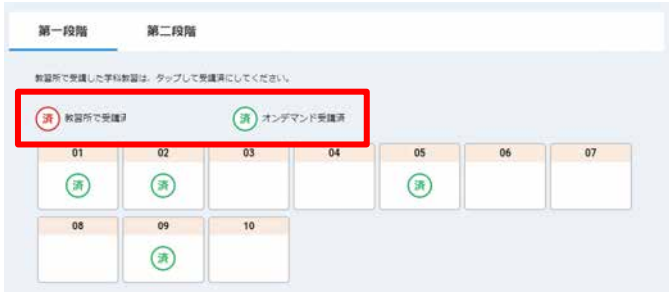 第一段階 第二段階
教習所で受講した学科教習は、タップして受講済にしてください。
済 教習所で受講済 済 オンデマンド受講済
01 02 03 04 05 06 07
済 済 済
08 09 10
済